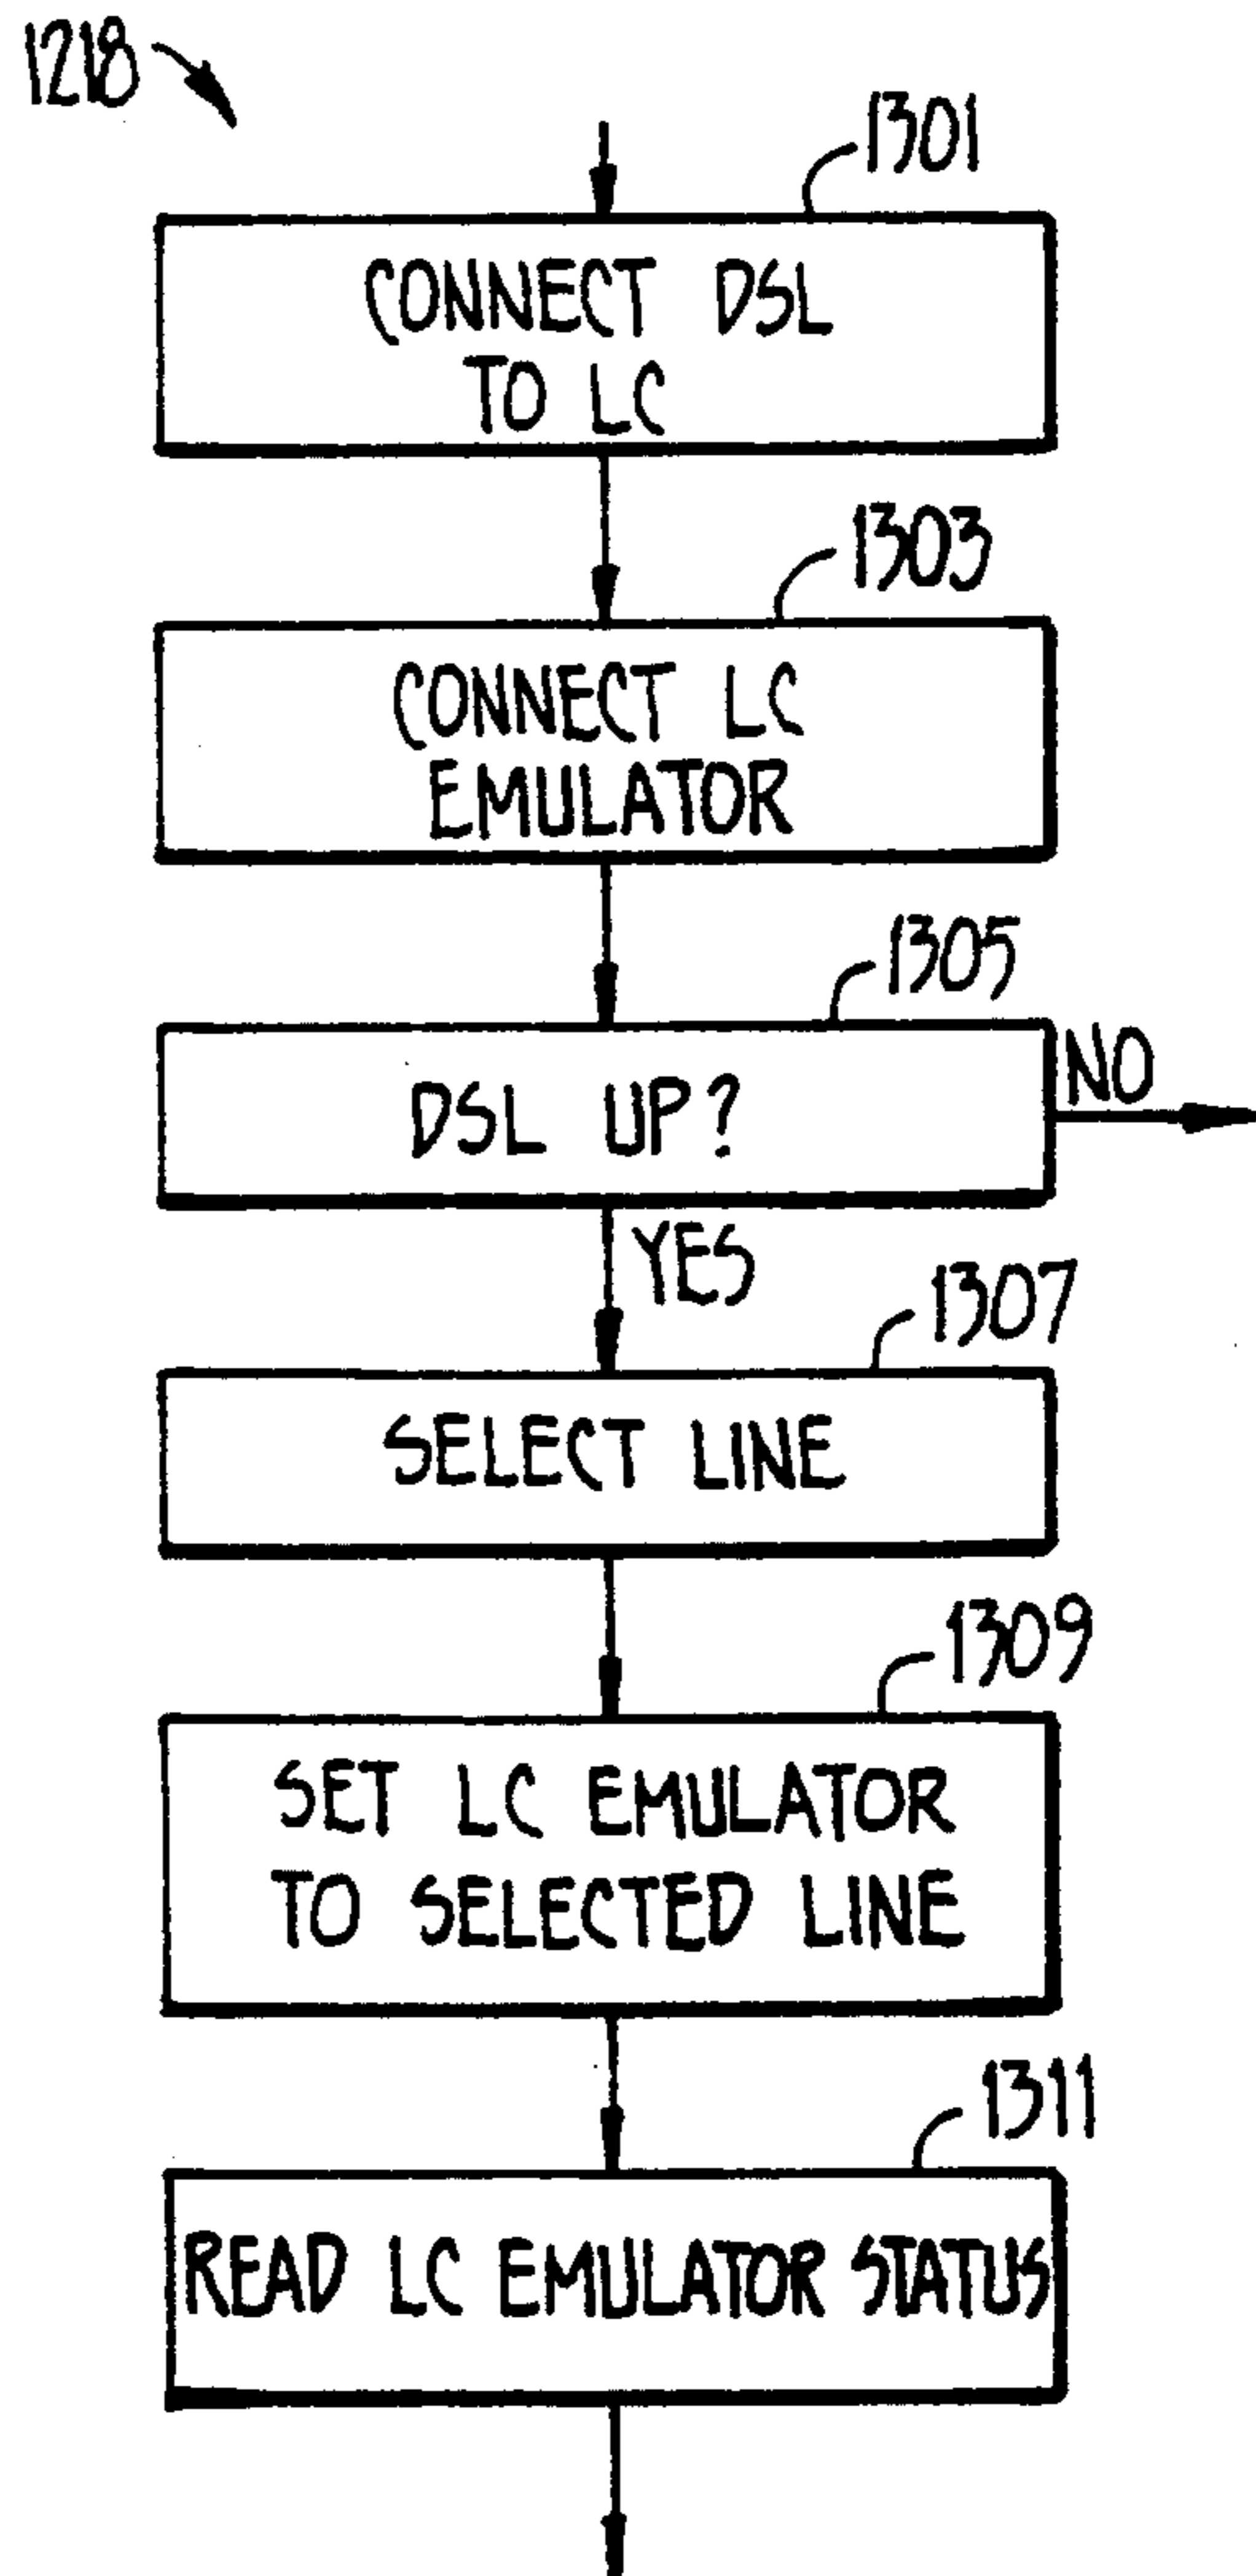 1218
1301
CONNECT DSL
TO LC
1303
CONNECT LC
EMULATOR
1305
DSL UP?
NO
YES
1307
SELECT LINE
1309
SET LC EMULATOR
TO SELECTED LINE
1311
READ LC EMULATOR STATUS